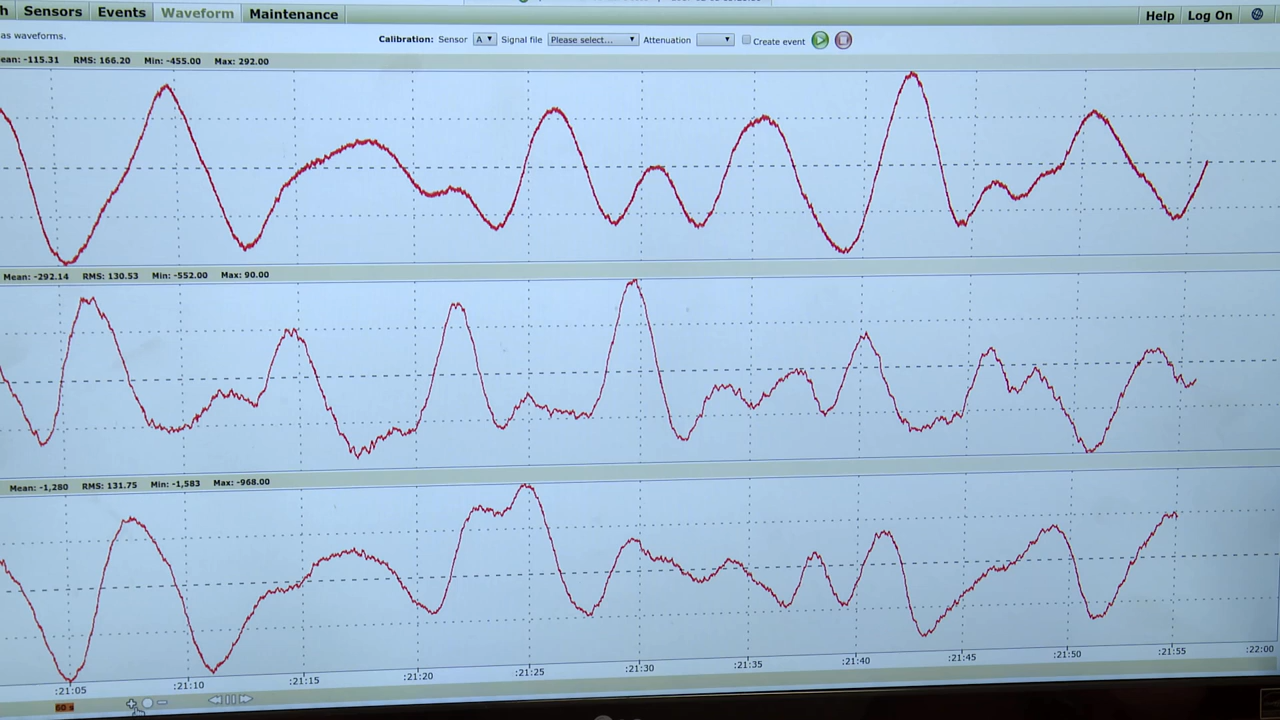 Sensors Events Waveform Maintenance Help Log On
as waveforms. Calibration: Sensor A Signal file Please select... Attenuation Create event
ean: -115.31 RMS: 166.20 Min: -455.00 Max: 292.00
Mean: -292.14 RMS: 130.53 Min: -552.00 Max: 90.00
Mean: -1,280 RMS: 131.75 Min: -1,583 Max: -968.00
:21:05 :21:10 :21:15 :21:20 :21:25 :21:30 :21:35 :21:40 :21:45 :21:50 :21:55 :22:00
60 s